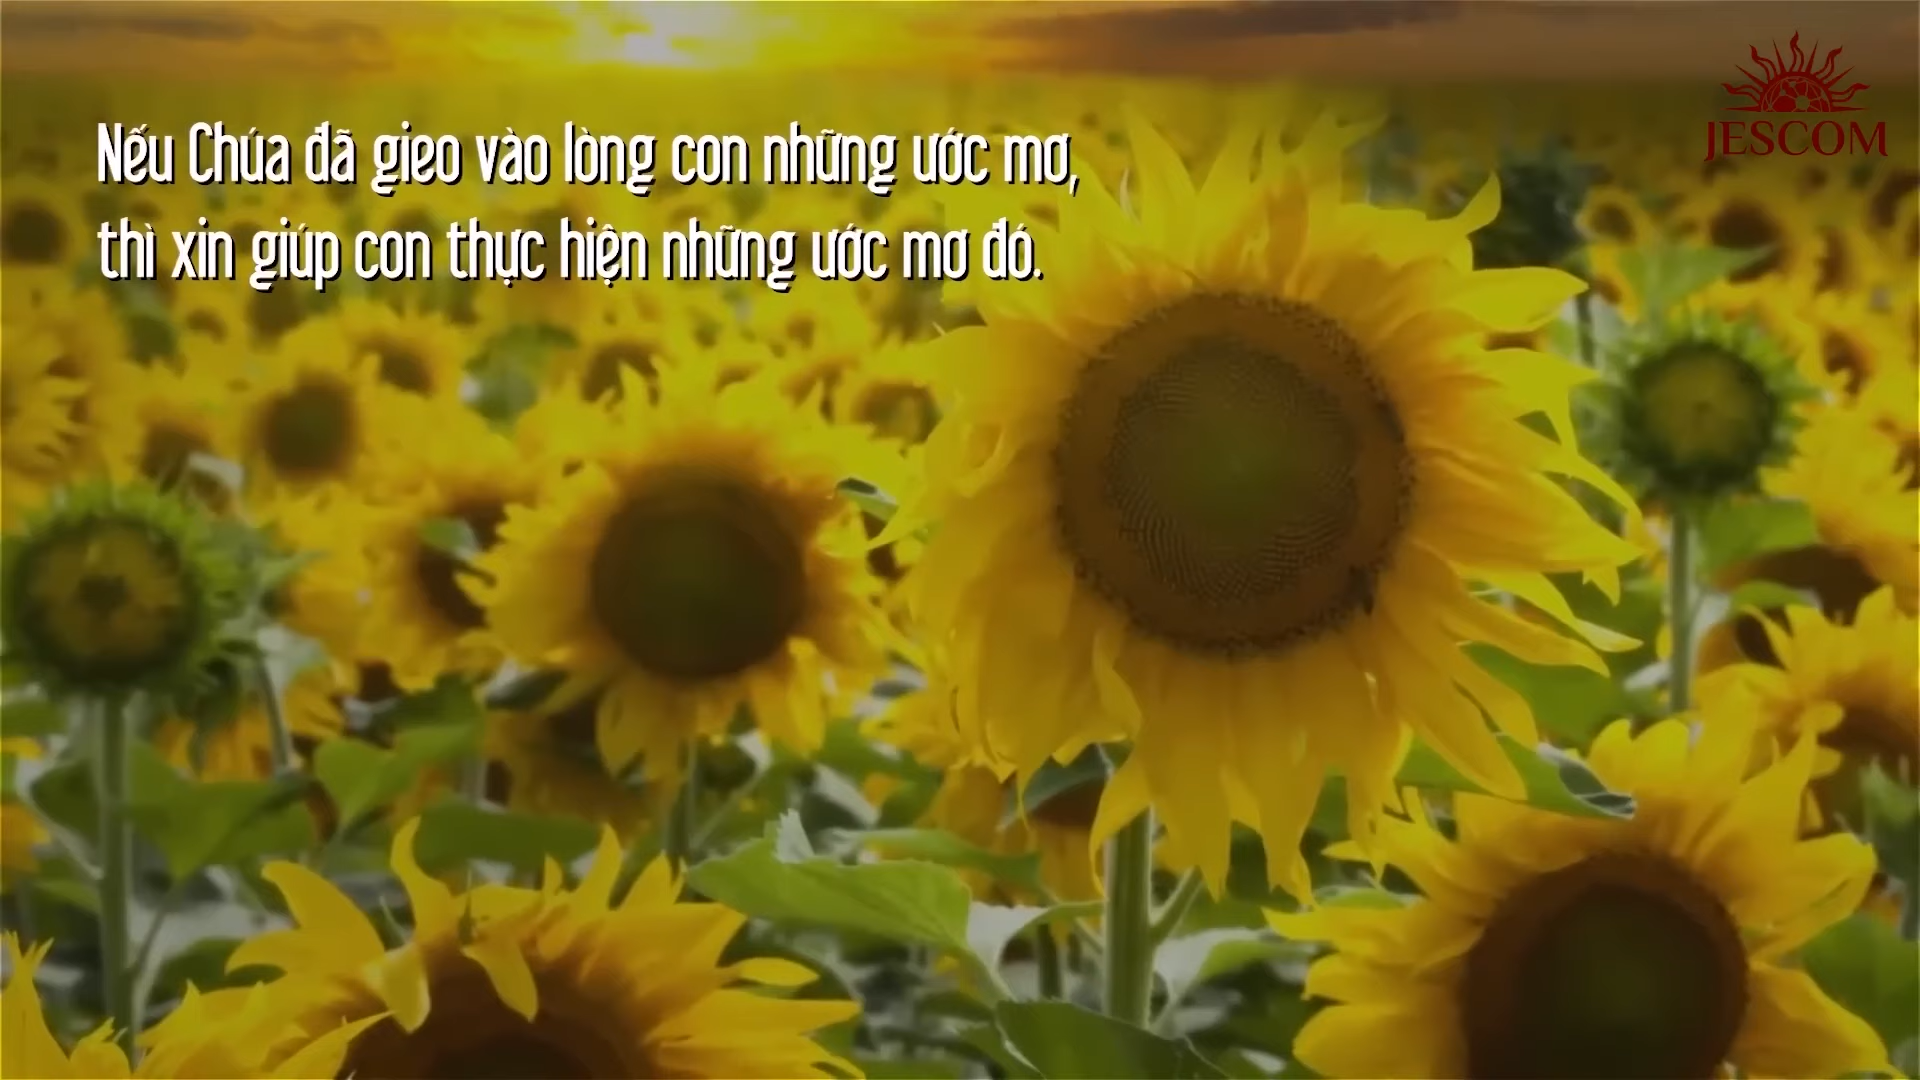 JESCOM
Nếu Chúa đã gieo vào lòng con những ước mơ,
thì xin giúp con thực hiện những ước mơ đó.